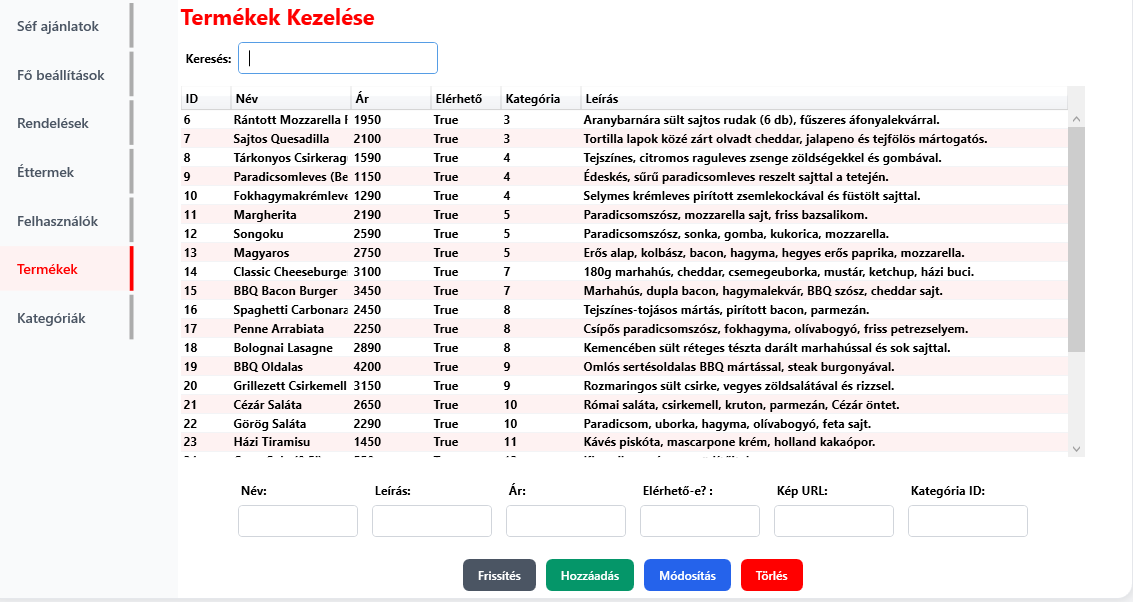 Séf ajánlatok
Fő beállítások
Rendelések
Éttermek
Felhasználók
Termékek
Kategóriák
Termékek Kezelése
Keresés:
ID Név Ár Elérhető Kategória Leírás
6 Rántott Mozzarella 1950 True 3 Aranybarnára sült sajtos rudak (6 db), fűszeres áfonyalekvárral.
7 Sajtos Quesadilla 2100 True 3 Tortilla lapok közé zárt olvadt cheddar, jalapeno és tejfölös mártogatós.
8 Tárkonyos Csirkerag 1590 True 4 Tejszínes, citromos raguleves zsenge zöldségekkel és gombával.
9 Paradicsomleves (Be 1150 True 4 Édeskés, sűrű paradicsomleves reszelt sajttal a tetején.
10 Fokhagymakrémleve 1290 True 4 Selymes krémleves pirított zsemlekockával és füstölt sajttal.
11 Margherita 2190 True 5 Paradicsomszósz, mozzarella sajt, friss bazsalikom.
12 Songoku 2590 True 5 Paradicsomszósz, sonka, gomba, kukorica, mozzarella.
13 Magyaros 2750 True 5 Erős alap, kolbász, bacon, hagyma, hegyes erős paprika, mozzarella.
14 Classic Cheeseburge 3100 True 7 180g marhahús, cheddar, csemegeuborka, mustár, ketchup, házi buci.
15 BBQ Bacon Burger 3450 True 7 Marhahús, dupla bacon, hagymalekvár, BBQ szósz, cheddar sajt.
16 Spaghetti Carbonara 2450 True 8 Tejszínes-tojásos mártás, pirított bacon, parmezán.
17 Penne Arrabiata 2250 True 8 Csípős paradicsomszósz, fokhagyma, olívabogyó, friss petrezselyem.
18 Bolognai Lasagne 2890 True 8 Kemencében sült réteges tészta darált marhahússal és sok sajttal.
19 BBQ Oldalas 4200 True 9 Omlós sertésoldalas BBQ mártással, steak burgonyával.
20 Grillezett Csirkemell 3150 True 9 Rozmaringos sült csirke, vegyes zöldsalátával és rizzsel.
21 Cézár Saláta 2650 True 10 Római saláta, csirkemell, kruton, parmezán, Cézár öntet.
22 Görög Saláta 2290 True 10 Paradicsom, uborka, hagyma, olívabogyó, feta sajt.
23 Házi Tiramisu 1450 True 11 Kávés piskóta, mascarpone krém, holland kakaópor.
Név: Leírás: Ár: Elérhető-e? : Kép URL: Kategória ID:
Frissítés Hozzáadás Módosítás Törlés